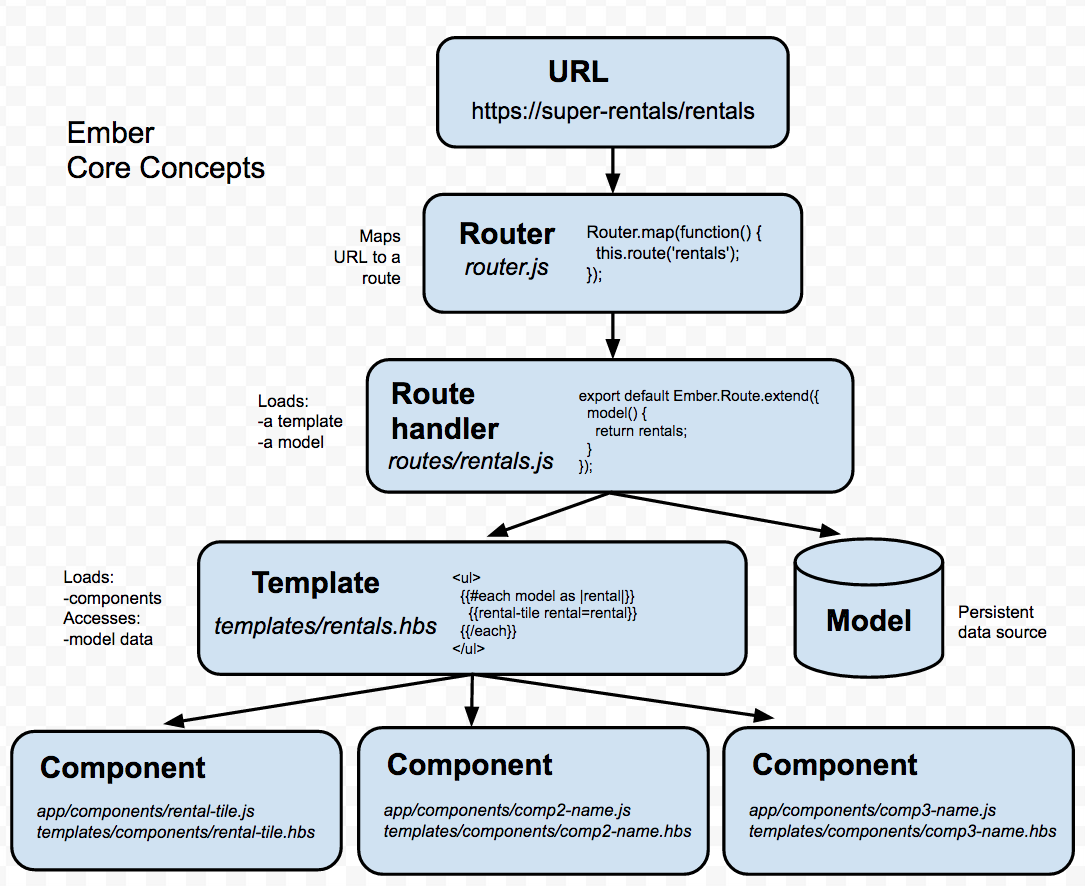 URL
https://super-rentals/rentals
Ember
Core Concepts
Maps
URL to a
route
Router
router.js
Router.map(function() {
this.route('rentals');
});
Loads:
-a template
-a model
Route
handler
routes/rentals.js
export default Ember.Route.extend({
model() {
return rentals;
}
});
Loads:
-components
Accesses:
-model data
Template
templates/rentals.hbs
<ul>
{{#each model as |rental|}}
{{rental-tile rental=rental}}
{{/each}}
</ul>
Model
Persistent
data source
Component
app/components/rental-tile.js
templates/components/rental-tile.hbs
Component
app/components/comp2-name.js
templates/components/comp2-name.hbs
Component
app/components/comp3-name.js
templates/components/comp3-name.hbs